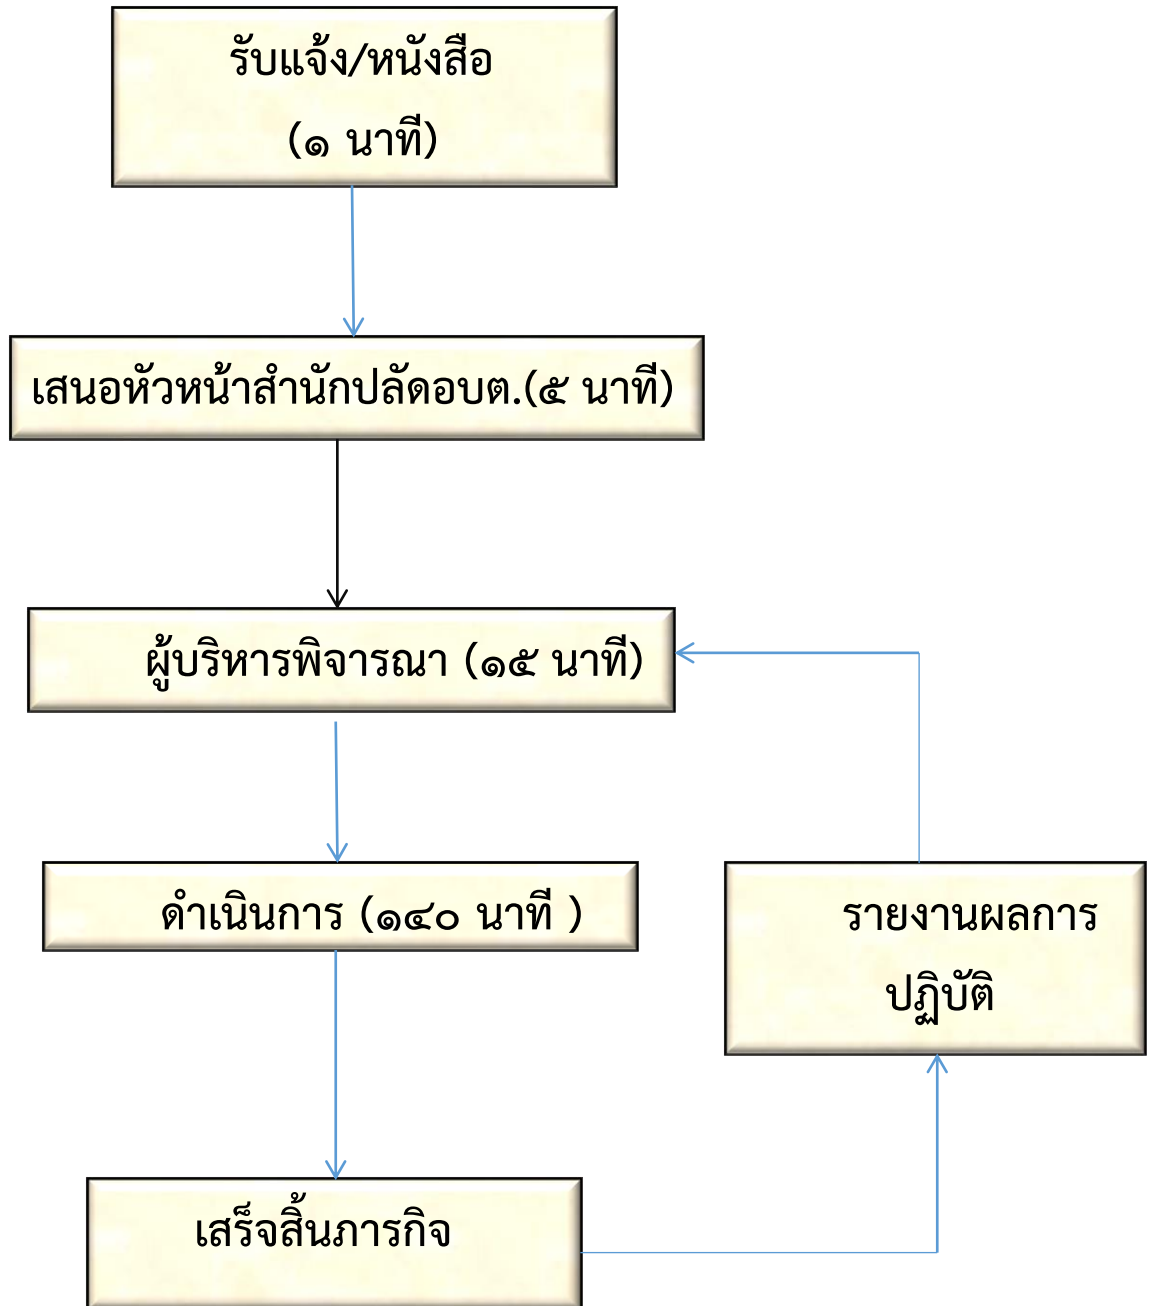 รับแจ้ง/หนังสือ
(๑ นาที)
เสนอหัวหน้าสำนักปลัดอบต.(๕ นาที)
ผู้บริหารพิจารณา (๑๕ นาที)
ดำเนินการ (๑๔๐ นาที )
รายงานผลการ
ปฏิบัติ
เสร็จสิ้นภารกิจ